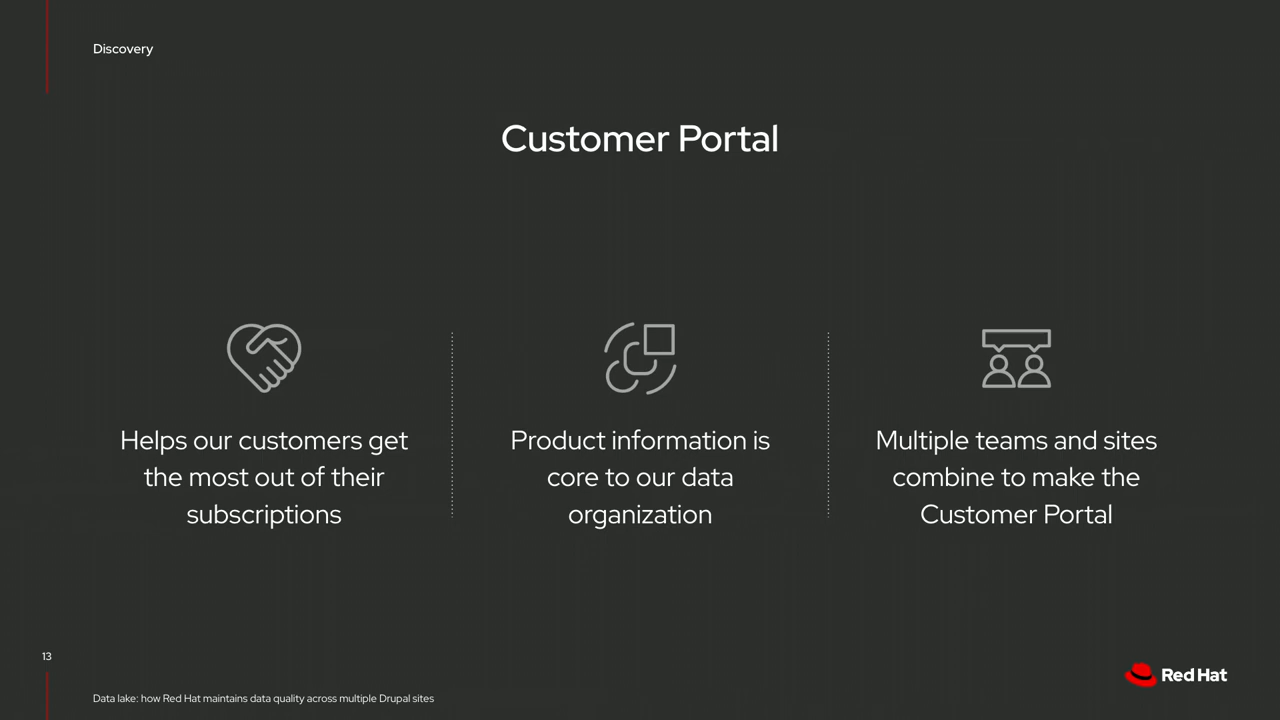 Discovery
Customer Portal
Helps our customers get
the most out of their
subscriptions
Product information is
core to our data
organization
Multiple teams and sites
combine to make the
Customer Portal
13
Red Hat
Data lake: how Red Hat maintains data quality across multiple Drupal sites